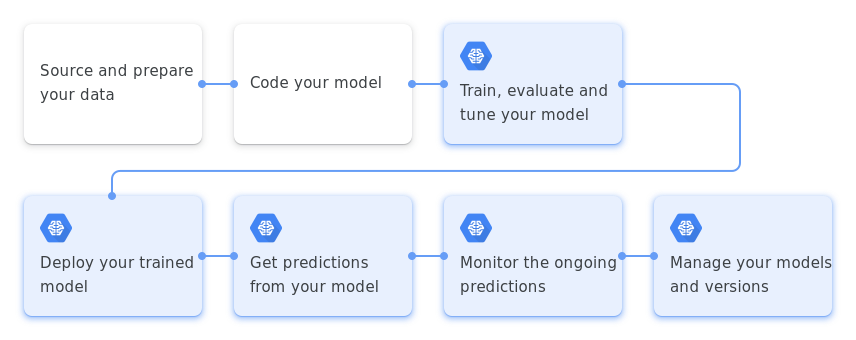 Source and prepare
your data
Code your model
Train, evaluate and
tune your model
Deploy your trained
model
Get predictions
from your model
Monitor the ongoing
predictions
Manage your models
and versions